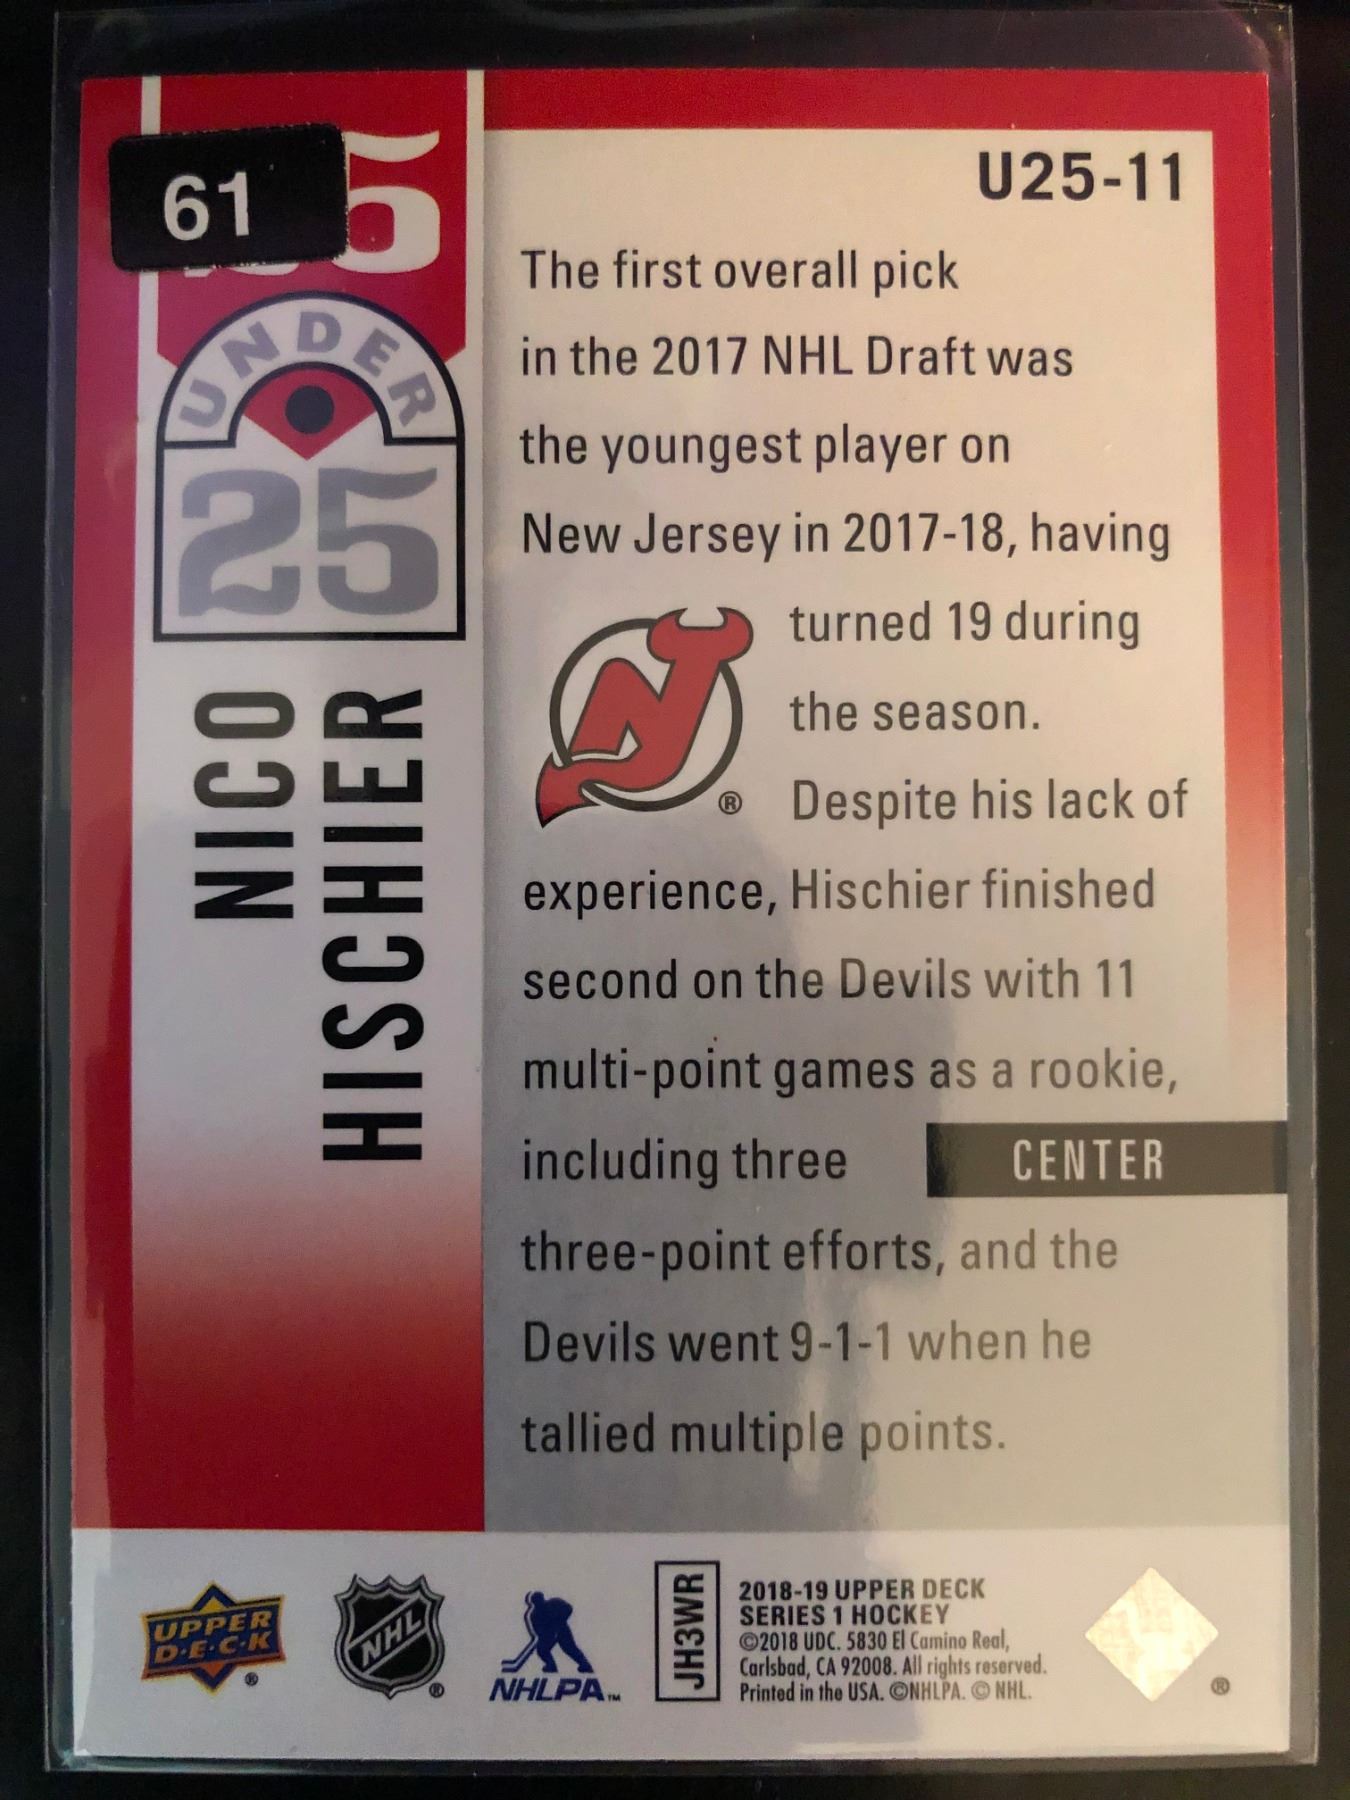 61
5
UNDER
25
NICO
HISCHIER
U25-11
The first overall pick
in the 2017 NHL Draft was
the youngest player on
New Jersey in 2017-18, having
turned 19 during
the season.
Despite his lack of
experience, Hischier finished
second on the Devils with 11
multi-point games as a rookie,
including three
CENTER
three-point efforts, and the
Devils went 9-1-1 when he
tallied multiple points.
®
UPPER
D·E·C·K
®
NHL
®
NHLPA™
JH3WR
2018-19 UPPER DECK
SERIES 1 HOCKEY
©2018 UDC. 5830 El Camino Real,
Carlsbad, CA 92008. All rights reserved.
Printed in the USA. ©NHLPA. © NHL.
®